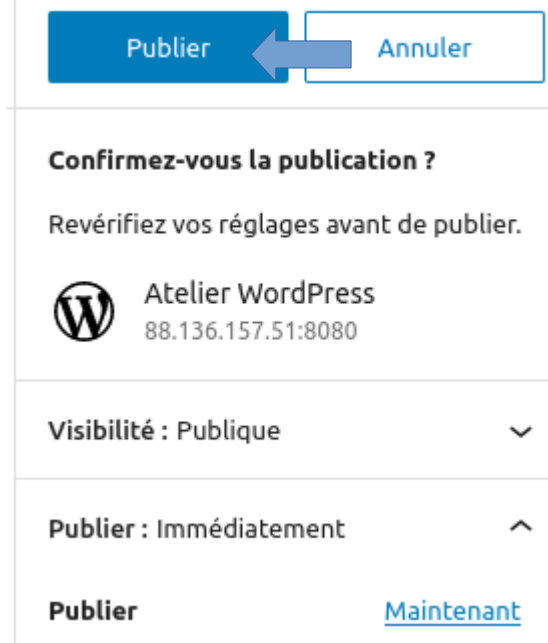 Publier Annuler
Confirmez-vous la publication ?
Revérifiez vos réglages avant de publier.
Atelier WordPress
88.136.157.51:8080
Visibilité : Publique
Publier : Immédiatement
Publier Maintenant